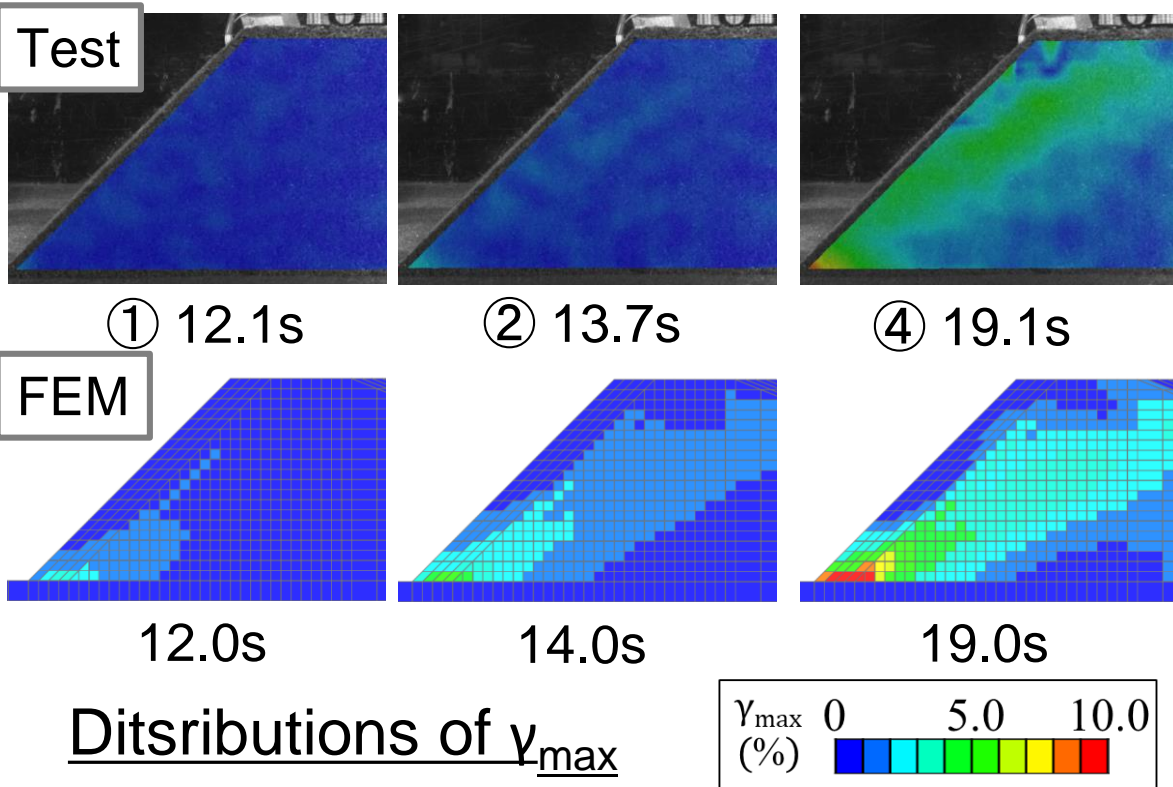 Test
① 12.1s
② 13.7s
④ 19.1s
FEM
12.0s
14.0s
19.0s
Ditsributions of γmax
γmax 0 5.0 10.0
(%)